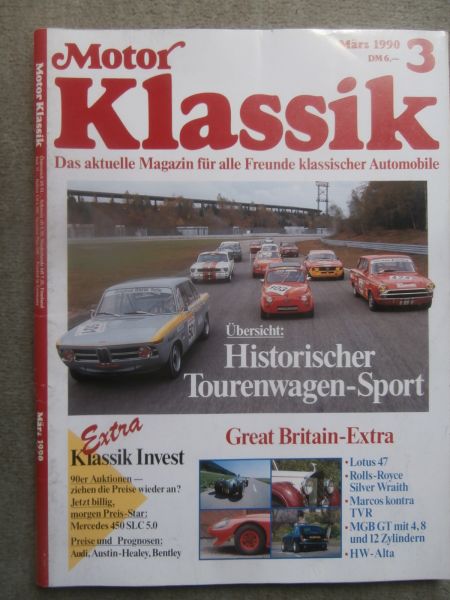 Motor
Klassik
März 1990
DM 6,—
3
Das aktuelle Magazin für alle Freunde klassischer Automobile
Übersicht:
Historischer
Tourenwagen-Sport
Extra
Klassik Invest
90er Auktionen —
ziehen die Preise wieder an?
Jetzt billig,
morgen Preis-Star:
Mercedes 450 SLC 5.0
Preise und Prognosen:
Audi, Austin-Healey, Bentley
Great Britain-Extra
• Lotus 47
• Rolls-Royce
Silver Wraith
• Marcos kontra
TVR
• MGB GT mit 4, 8
und 12 Zylindern
• HW-Alta
Motor Klassik
März 1990